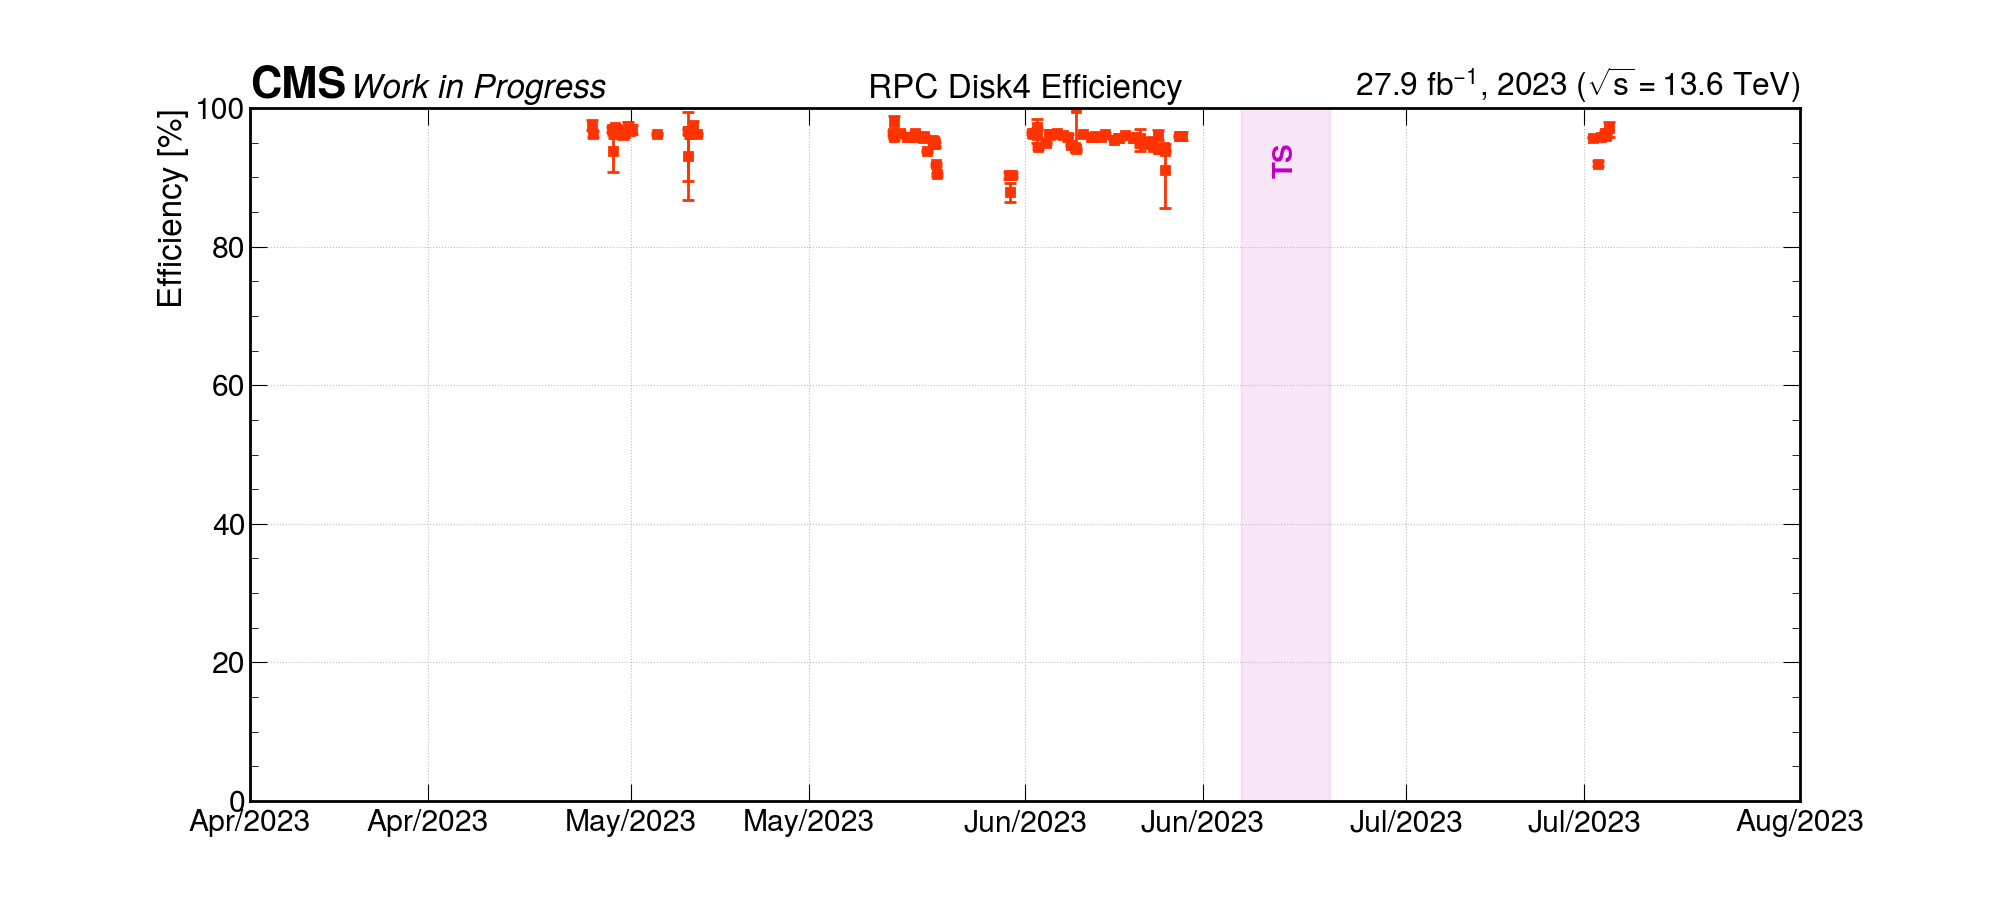 CMS Work in Progress RPC Disk4 Efficiency 27.9 fb⁻¹, 2023 (√s = 13.6 TeV)
Efficiency [%]
100
80
60
40
20
0
TS
Apr/2023 Apr/2023 May/2023 May/2023 Jun/2023 Jun/2023 Jul/2023 Jul/2023 Aug/2023